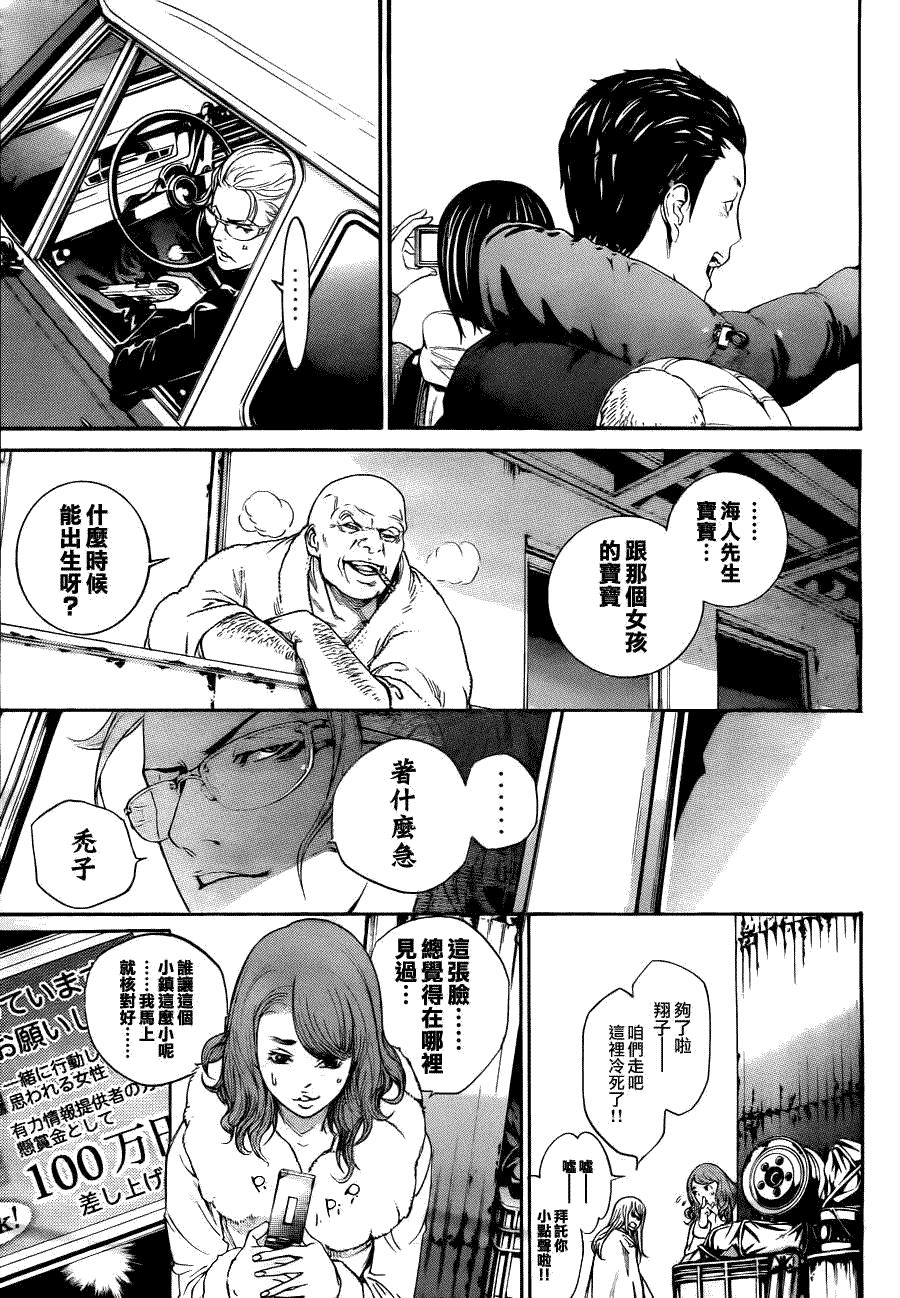 ⋯⋯
⋯⋯
海人先生
寶寶⋯
跟那個女孩
的寶寶
什麼時候
能出生呀？
⋯⋯
著什麼急
禿子
夠了啦
翔子──
咱們走吧
這裡冷死了!!
噓──
噓──
拜託你
小點聲啦!!
這張臉⋯⋯
總覺得在哪裡
見過⋯
誰讓這個
小鎮這麼小呢
⋯⋯我馬上
就核對好⋯⋯
ピ。
ピ。
ピ。
ていま
お願いし
一緒に行動し
思われる女性
有力情報提供者の方
懸賞金として
100万
差し上げ
k!